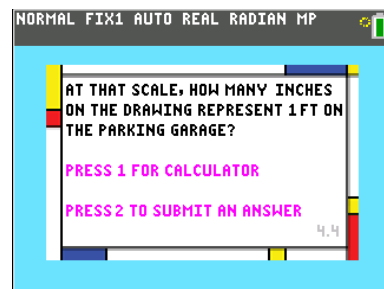 NORMAL FIX1 AUTO REAL RADIAN MP
AT THAT SCALE, HOW MANY INCHES
ON THE DRAWING REPRESENT 1 FT ON
THE PARKING GARAGE?
PRESS 1 FOR CALCULATOR
PRESS 2 TO SUBMIT AN ANSWER
4.4